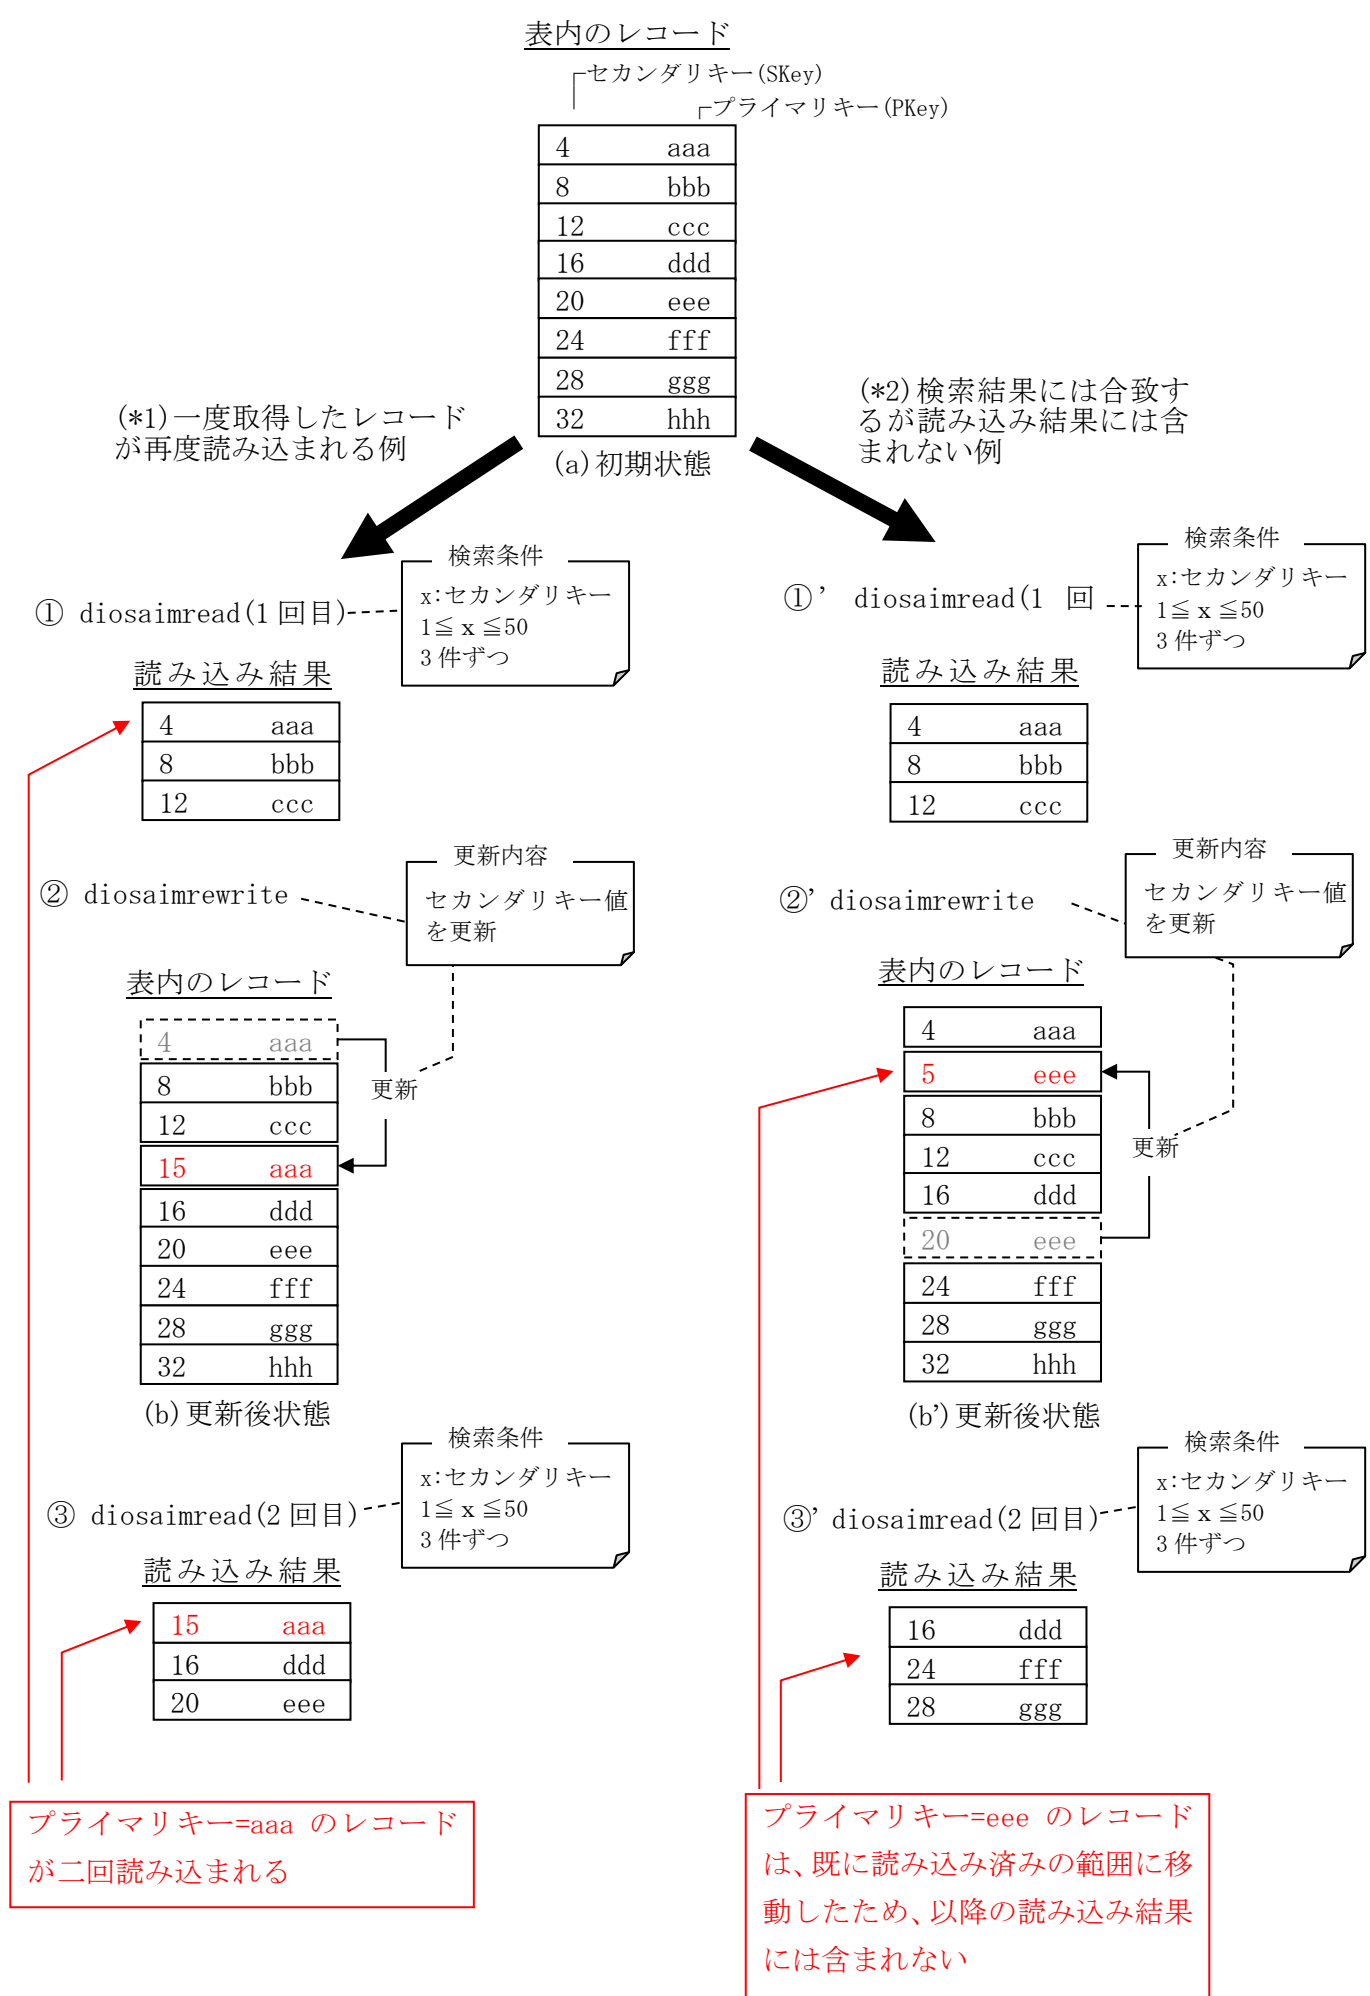 表内のレコード
セカンダリキー(SKey)
プライマリキー(PKey)
4 aaa
8 bbb
12 ccc
16 ddd
20 eee
24 fff
28 ggg
32 hhh
(a)初期状態
(*1)一度取得したレコード
が再度読み込まれる例
(*2)検索結果には合致す
るが読み込み結果には含
まれない例
① diosaimread(1回目)
検索条件
x:セカンダリキー
1≦x≦50
3件ずつ
読み込み結果
4 aaa
8 bbb
12 ccc
② diosaimrewrite
更新内容
セカンダリキー値
を更新
表内のレコード
4 aaa
8 bbb
12 ccc
15 aaa
16 ddd
20 eee
24 fff
28 ggg
32 hhh
更新
(b)更新後状態
③ diosaimread(2回目)
検索条件
x:セカンダリキー
1≦x≦50
3件ずつ
読み込み結果
15 aaa
16 ddd
20 eee
プライマリキー=aaa のレコード
が二回読み込まれる
①’ diosaimread(1 回
検索条件
x:セカンダリキー
1≦x≦50
3件ずつ
読み込み結果
4 aaa
8 bbb
12 ccc
②’ diosaimrewrite
更新内容
セカンダリキー値
を更新
表内のレコード
4 aaa
5 eee
8 bbb
12 ccc
16 ddd
20 eee
24 fff
28 ggg
32 hhh
更新
(b’)更新後状態
③’ diosaimread(2回目)
検索条件
x:セカンダリキー
1≦x≦50
3件ずつ
読み込み結果
16 ddd
24 fff
28 ggg
プライマリキー=eee のレコード
は、既に読み込み済みの範囲に移
動したため、以降の読み込み結果
には含まれない